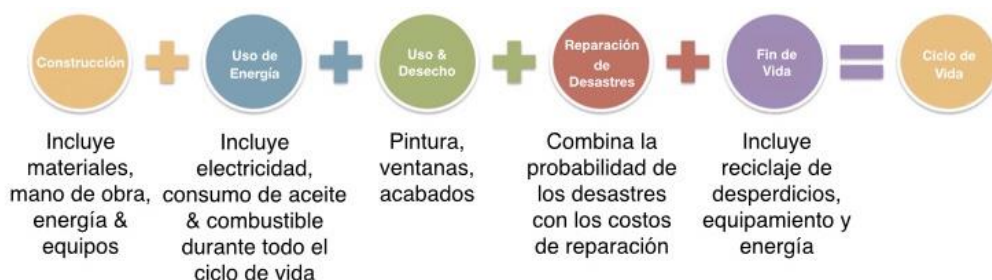 Construcción
Uso de
Energía
Uso &
Desecho
Reparación
de
Desastres
Fin de
Vida
Ciclo de
Vida
Incluye
materiales,
mano de obra,
energía &
equipos
Incluye
electricidad,
consumo de aceite
& combustible
durante todo el
ciclo de vida
Pintura,
ventanas,
acabados
Combina la
probabilidad de
los desastres
con los costos
de reparación
Incluye
reciclaje de
desperdicios,
equipamiento y
energía